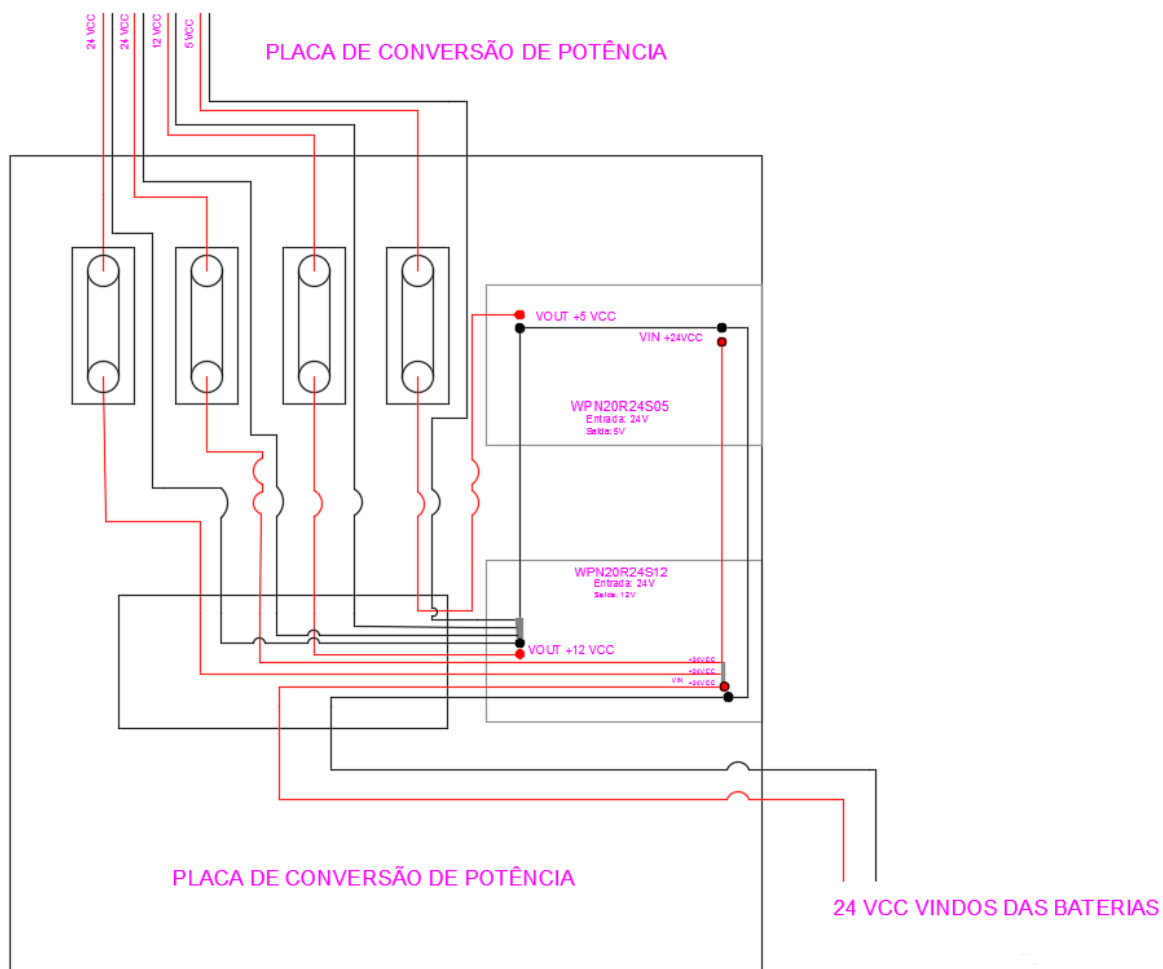 24 VCC
24 VCC
12 VCC
5 VCC
PLACA DE CONVERSÃO DE POTÊNCIA
VOUT +5 VCC
VIN +24VCC
WPN20R24S05
Entrada: 24V
Saída: 5V
WPN20R24S12
Entrada: 24V
Saída: 12V
VOUT +12 VCC
+24VCC
+24VCC
VIN +24VCC
PLACA DE CONVERSÃO DE POTÊNCIA
24 VCC VINDOS DAS BATERIAS